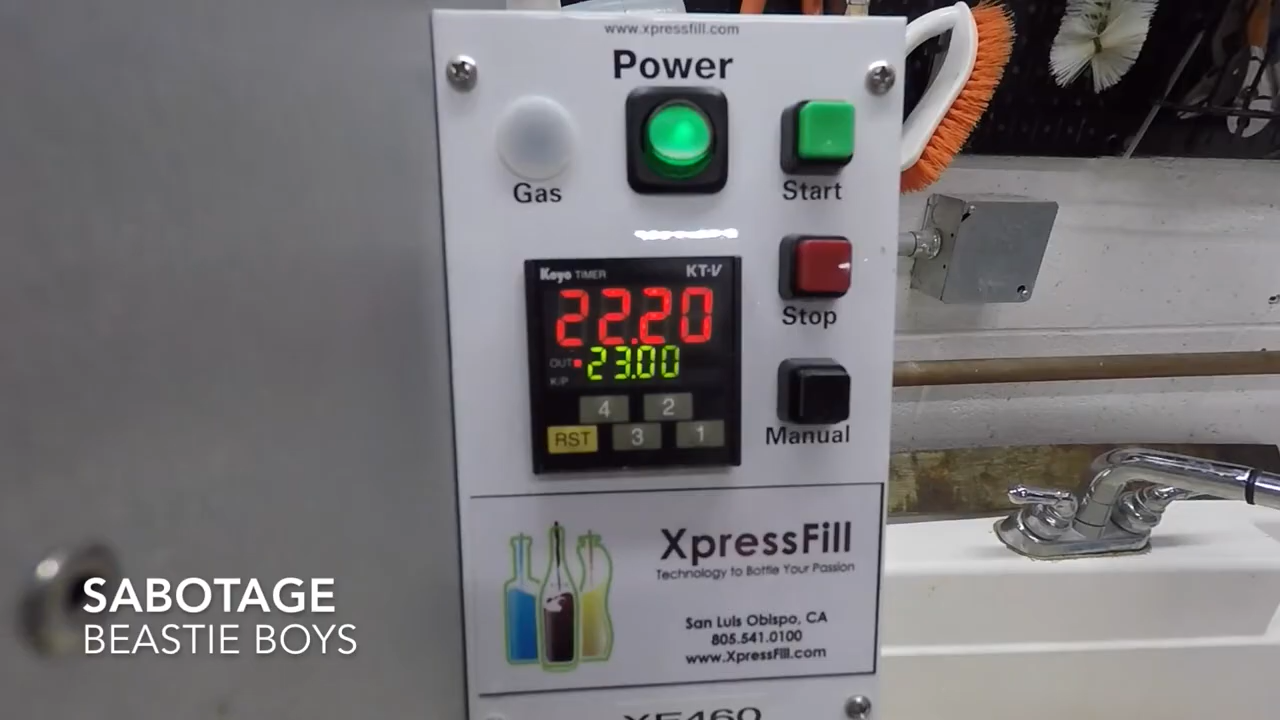 www.xpressfill.com
Power
Gas
Start
Stop
Koyo TIMER KT-V
22.20
OUT 23.00
K/P
4 2
RST 3 1
Manual
XpressFill
Technology to Bottle Your Passion
San Luis Obispo, CA
805.541.0100
www.XpressFill.com
XF460
SABOTAGE
BEASTIE BOYS